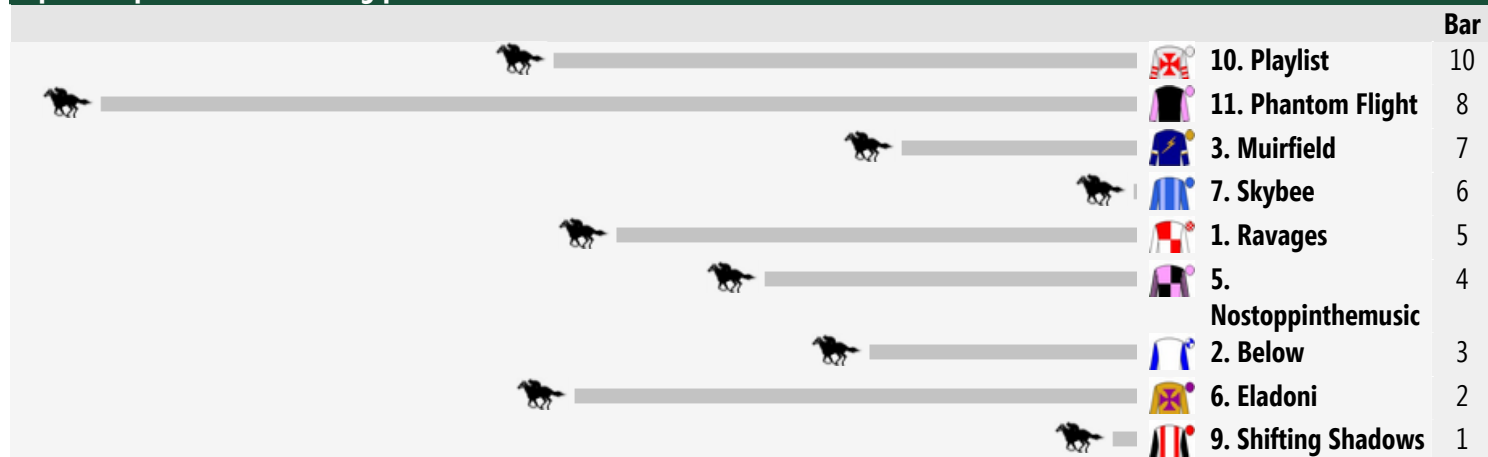 Bar
10. Playlist 10
11. Phantom Flight 8
3. Muirfield 7
7. Skybee 6
1. Ravages 5
5. 4
Nostoppinthemusic
2. Below 3
6. Eladoni 2
9. Shifting Shadows 1